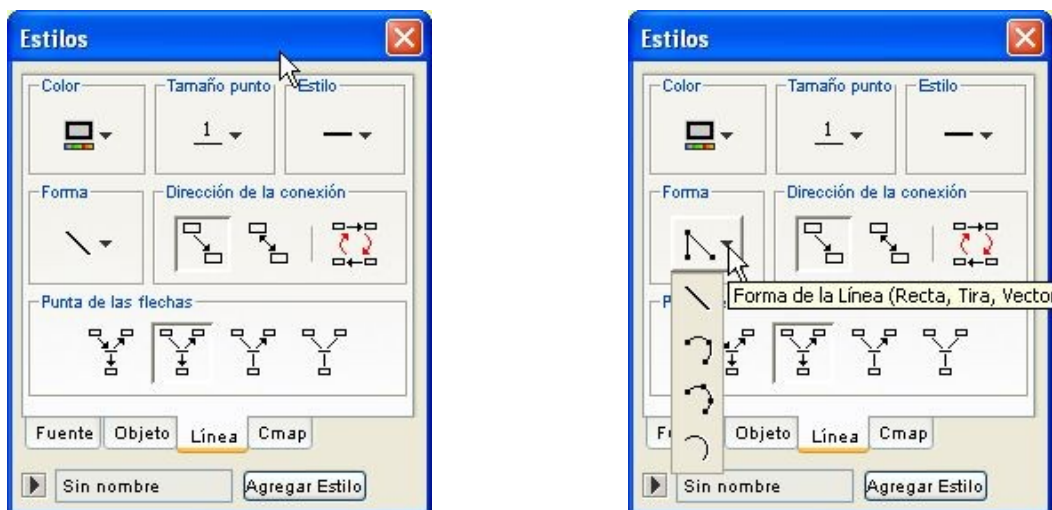 Estilos
Color
Tamaño punto
Estilo
1
Forma
Dirección de la conexión
Punta de las flechas
Fuente
Objeto
Línea
Cmap
Sin nombre
Agregar Estilo
Estilos
Color
Tamaño punto
Estilo
1
Forma
Dirección de la conexión
Forma de la Línea (Recta, Tira, Vecto
Objeto
Línea
Cmap
Sin nombre
Agregar Estilo